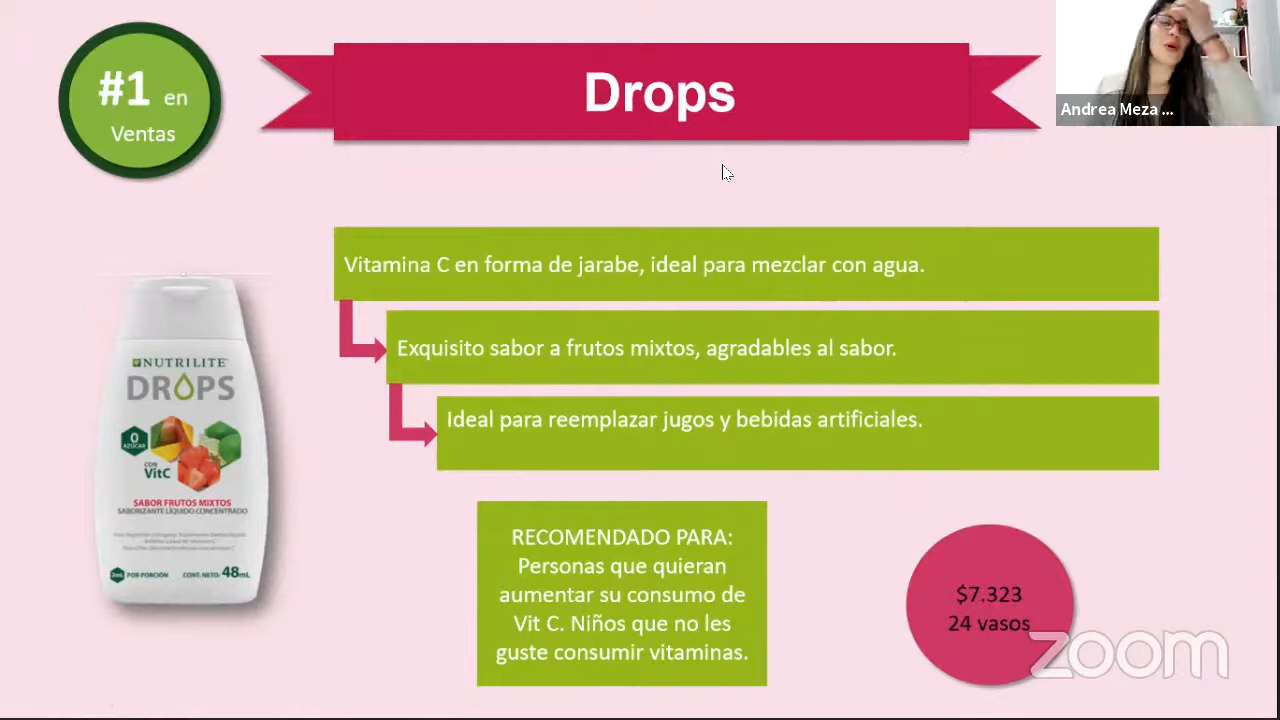 #1 en
Ventas
Drops
Andrea Meza ...
Vitamina C en forma de jarabe, ideal para mezclar con agua.
Exquisito sabor a frutos mixtos, agradables al sabor.
Ideal para reemplazar jugos y bebidas artificiales.
NUTRILITE
DROPS
0
AZÚCAR
CON
VitC
SABOR FRUTOS MIXTOS
SABORIZANTE LÍQUIDO CONCENTRADO
2mL POR PORCIÓN CONT. NETO: 48mL
RECOMENDADO PARA:
Personas que quieran
aumentar su consumo de
Vit C. Niños que no les
guste consumir vitaminas.
$7.323
24 vasos
zoom